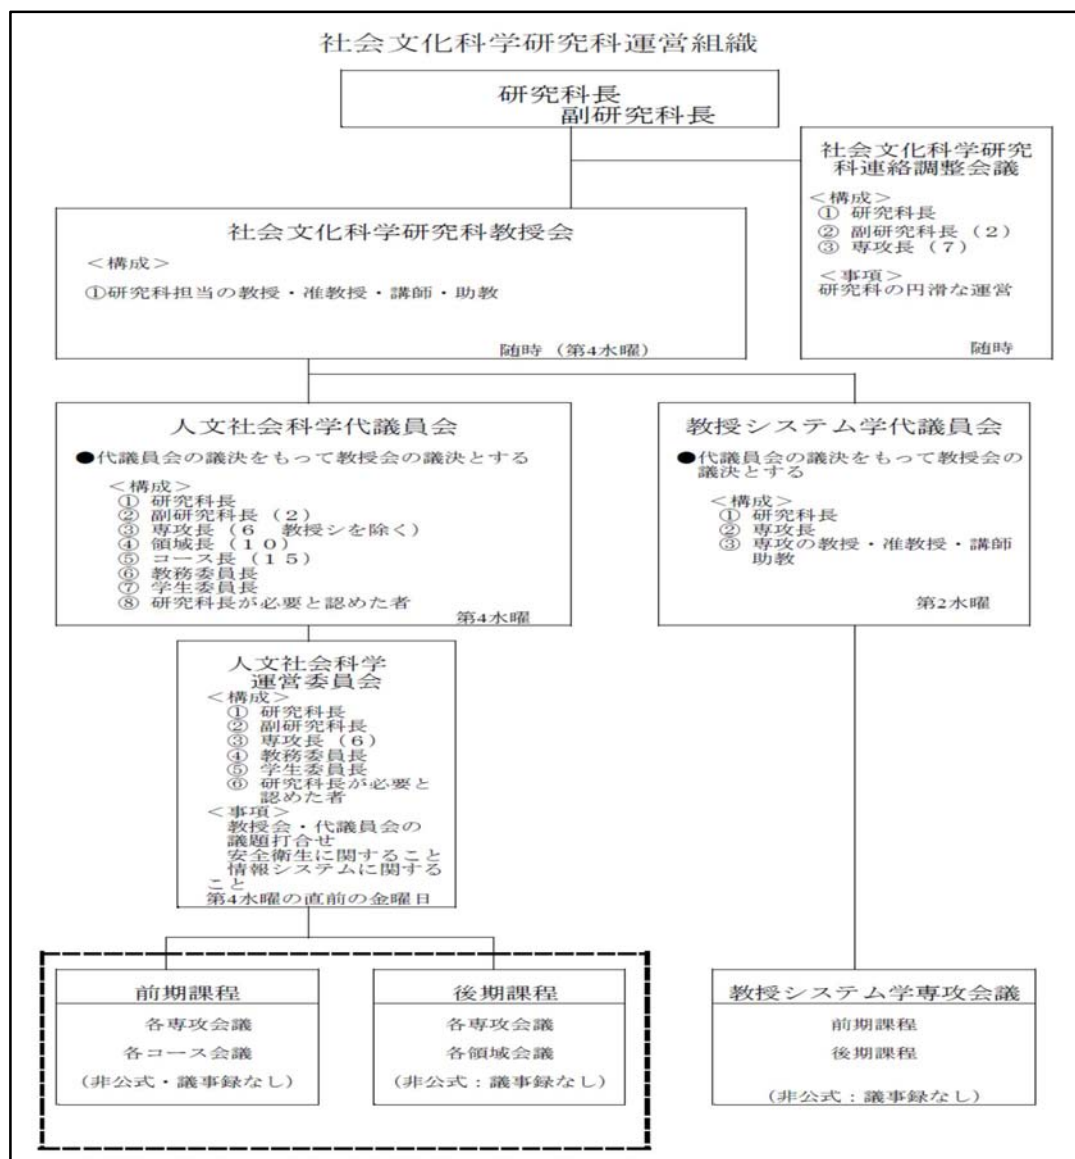 社会文化科学研究科運営組織
研究科長
副研究科長
社会文化科学研究
科連絡調整会議
<構成>
① 研究科長
② 副研究科長(2)
③ 専攻長(7)
<事項>
研究科の円滑な運営
随時
社会文化科学研究科教授会
<構成>
①研究科担当の教授・准教授・講師・助教
随時(第4水曜)
人文社会科学代議員会
●代議員会の議決をもって教授会の議決とする
<構成>
① 研究科長
② 副研究科長(2)
③ 専攻長(6 教授シを除く)
④ 領域長(10)
⑤ コース長(15)
⑥ 教務委員長
⑦ 学生委員長
⑧ 研究科長が必要と認めた者
第4水曜
教授システム学代議員会
●代議員会の議決をもって教授会の
議決とする
<構成>
① 研究科長
② 専攻長
③ 専攻の教授・准教授・講師
助教
第2水曜
人文社会科学
運営委員会
<構成>
① 研究科長
② 副研究科長
③ 専攻長(6)
④ 教務委員長
⑤ 学生委員長
⑥ 研究科長が必要と
認めた者
<事項>
教授会・代議員会の
議題打合せ
安全衛生に関すること
情報システムに関する
こと
第4水曜の直前の金曜日
前期課程
各専攻会議
各コース会議
(非公式・議事録なし)
後期課程
各専攻会議
各領域会議
(非公式:議事録なし)
教授システム学専攻会議
前期課程
後期課程
(非公式:議事録なし)